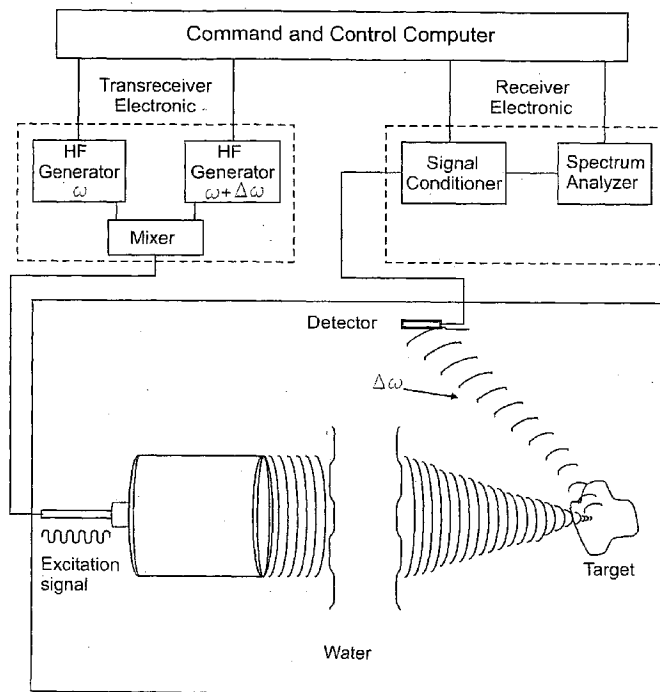 Command and Control Computer
Transreceiver
Electronic
Receiver
Electronic
HF
Generator
ω
HF
Generator
ω + Δω
Mixer
Signal
Conditioner
Spectrum
Analyzer
Detector
Δω
Excitation
signal
Target
Water